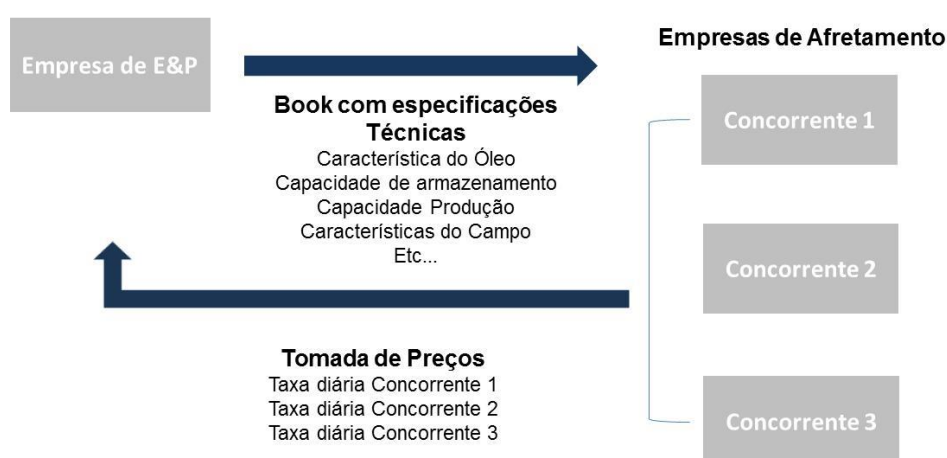 Empresa de E&P
Empresas de Afretamento
Book com especificações
Técnicas
Característica do Óleo
Capacidade de armazenamento
Capacidade Produção
Características do Campo
Etc...
Concorrente 1
Concorrente 2
Concorrente 3
Tomada de Preços
Taxa diária Concorrente 1
Taxa diária Concorrente 2
Taxa diária Concorrente 3